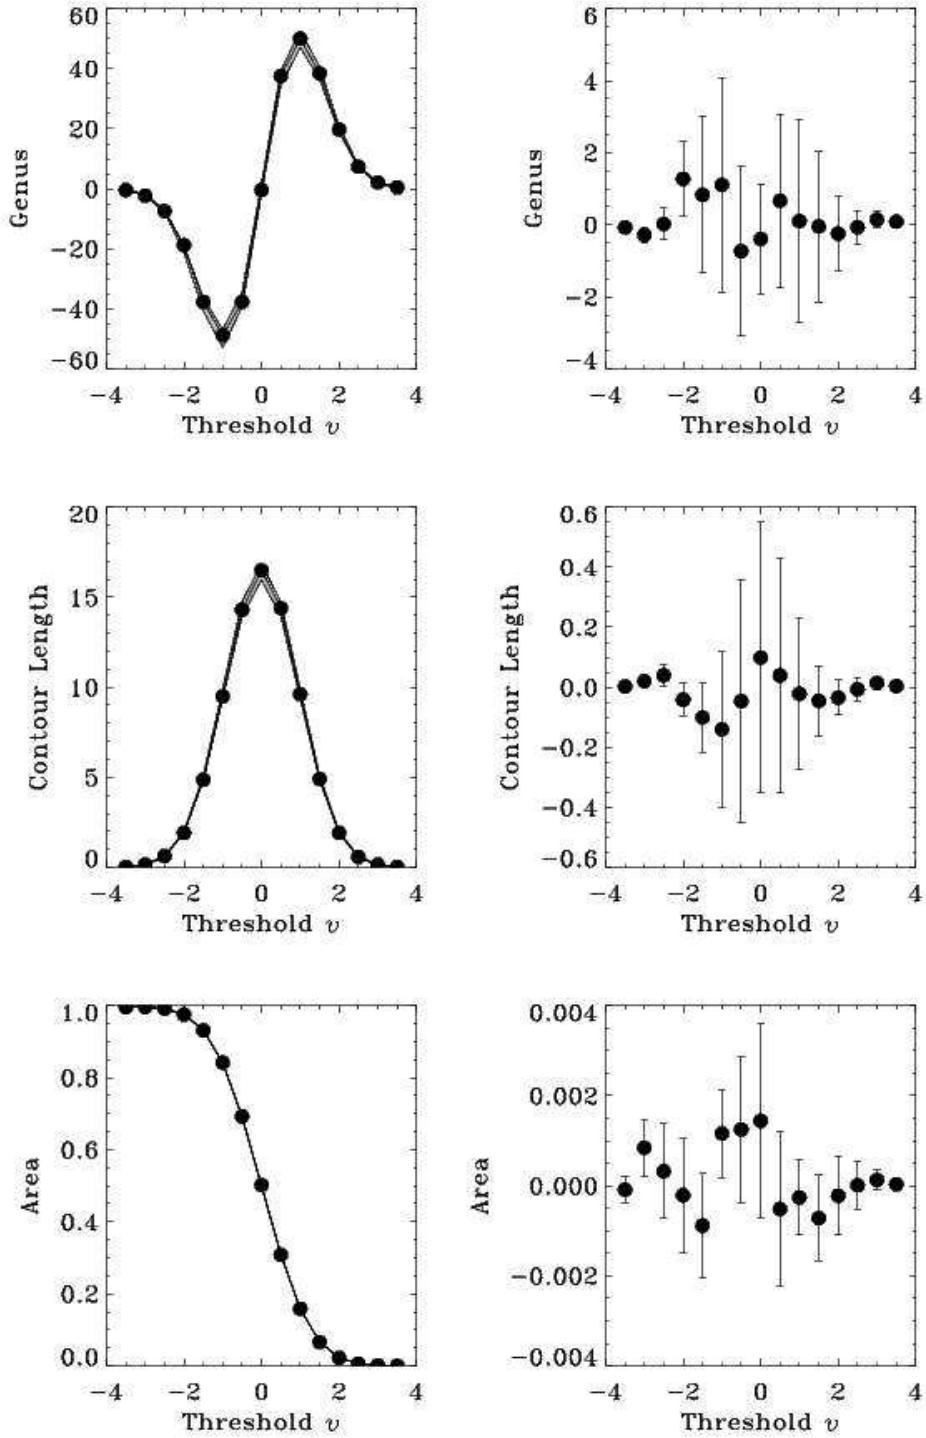 60
40
20
0
−20
−40
−60
Genus
−4 −2 0 2 4
Threshold ν
6
4
2
0
−2
−4
Genus
−4 −2 0 2 4
Threshold ν
20
15
10
5
0
Contour Length
−4 −2 0 2 4
Threshold ν
0.6
0.4
0.2
0.0
−0.2
−0.4
−0.6
Contour Length
−4 −2 0 2 4
Threshold ν
1.0
0.8
0.6
0.4
0.2
0.0
Area
−4 −2 0 2 4
Threshold ν
0.004
0.002
0.000
−0.002
−0.004
Area
−4 −2 0 2 4
Threshold ν